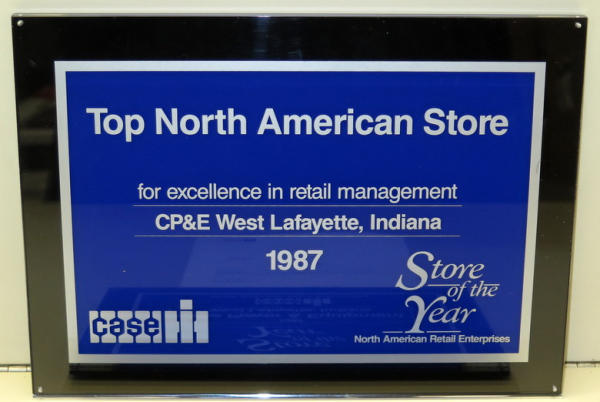 Top North American Store
for excellence in retail management
CP&E West Lafayette, Indiana
1987
Store
of the
Year
North American Retail Enterprises
case IH